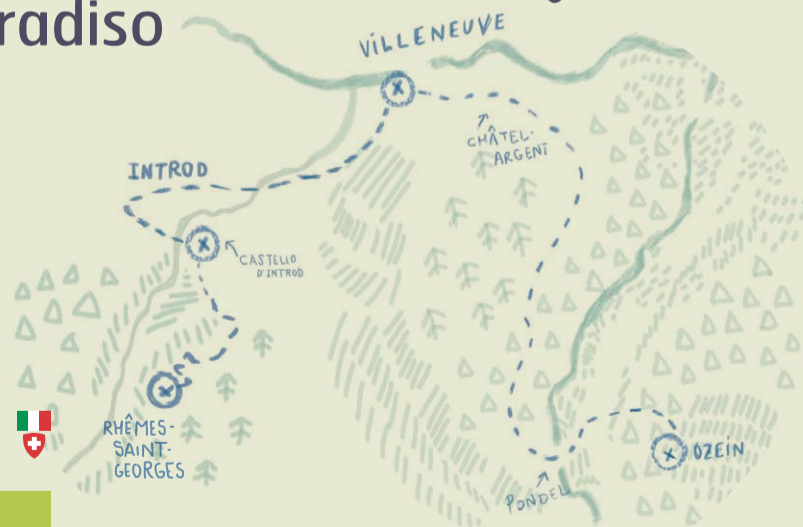 radiso
VILLENEUVE
CHÂTEL-
ARGENT
INTROD
CASTELLO
D'INTROD
RHÊMES-
SAINT-
GEORGES
OZEIN
PONDEL